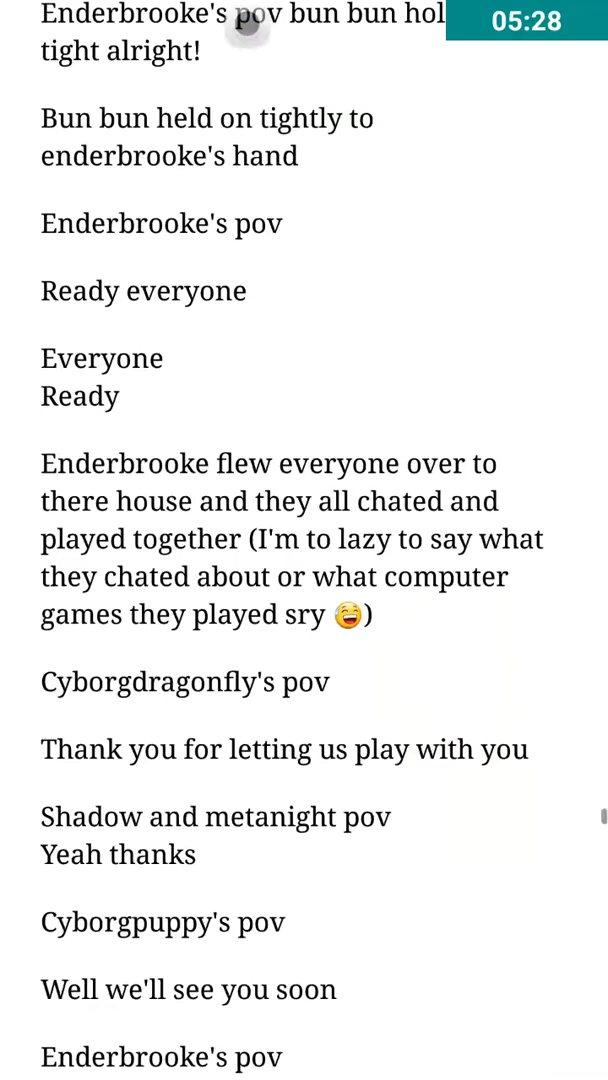 Enderbrooke's pov bun bun hol
05:28
tight alright!
Bun bun held on tightly to
enderbrooke's hand
Enderbrooke's pov
Ready everyone
Everyone
Ready
Enderbrooke flew everyone over to
there house and they all chated and
played together (I'm to lazy to say what
they chated about or what computer
games they played sry 😅)
Cyborgdragonfly's pov
Thank you for letting us play with you
Shadow and metanight pov
Yeah thanks
Cyborgpuppy's pov
Well we'll see you soon
Enderbrooke's pov